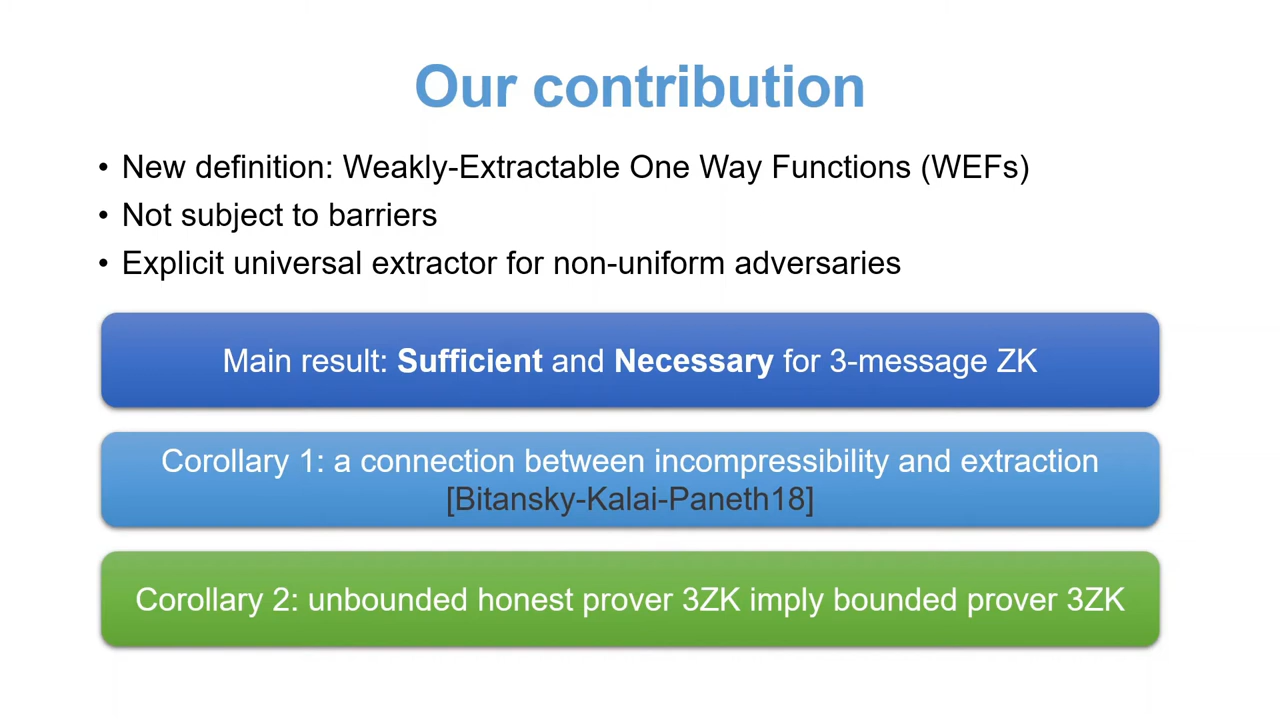 Our contribution
• New definition: Weakly-Extractable One Way Functions (WEFs)
• Not subject to barriers
• Explicit universal extractor for non-uniform adversaries
Main result: Sufficient and Necessary for 3-message ZK
Corollary 1: a connection between incompressibility and extraction
[Bitansky-Kalai-Paneth18]
Corollary 2: unbounded honest prover 3ZK imply bounded prover 3ZK